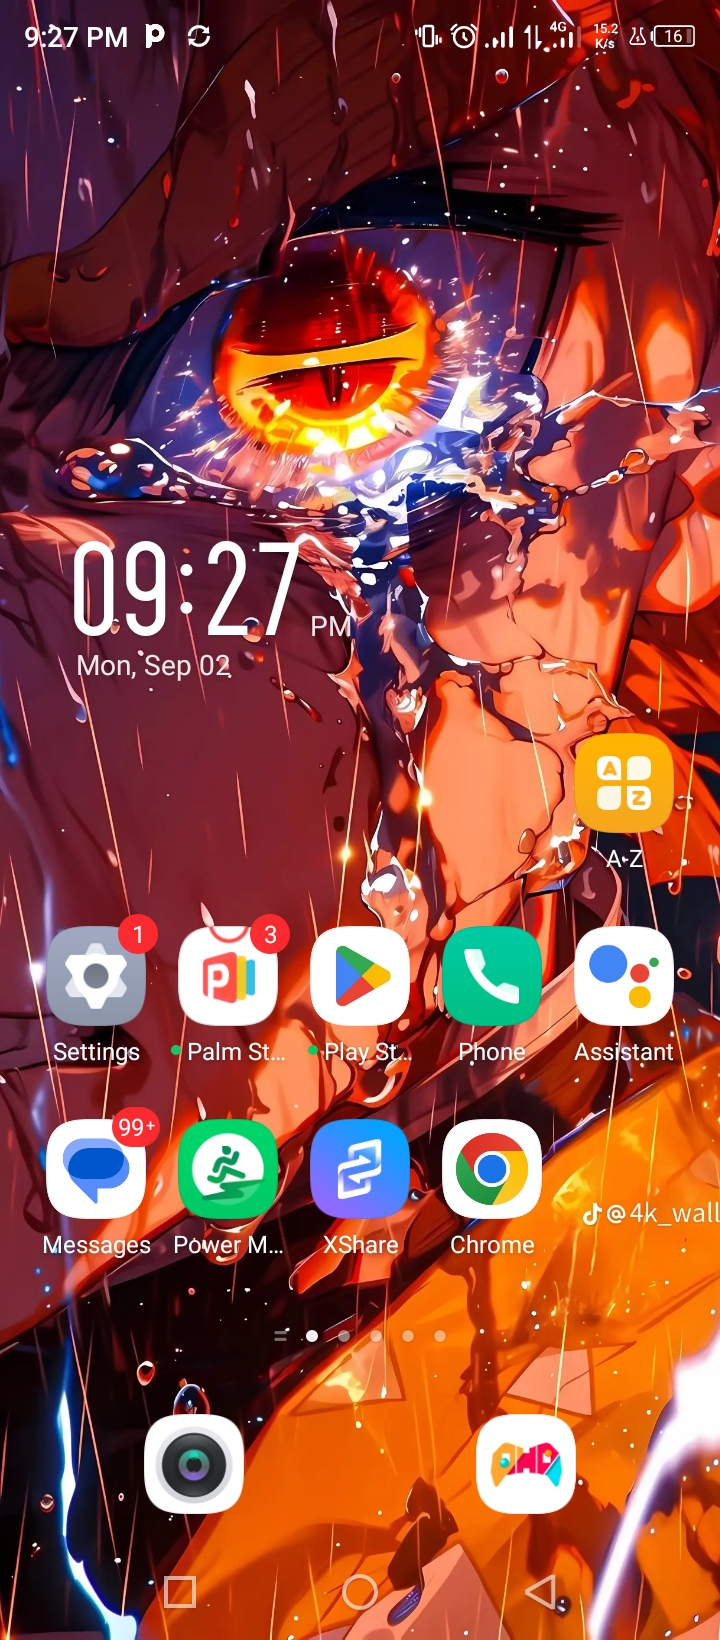 9:27 PM
4G
15.2
K/s
16
09:27 PM
Mon, Sep 02
A
Z
A-Z
1
3
Settings
Palm St...
Play St...
Phone
Assistant
99+
Messages
Power M...
XShare
Chrome
@4k_wall
AHA